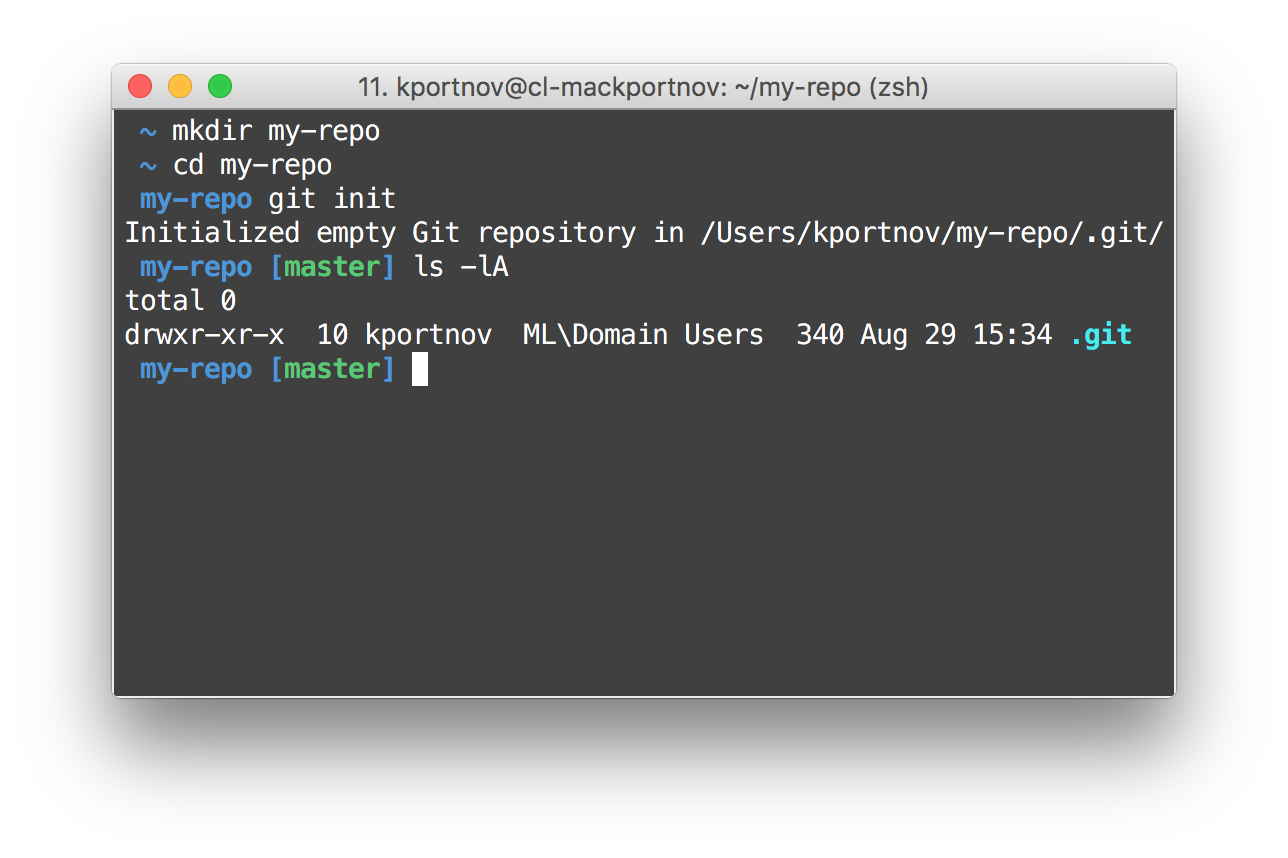 11. kportnov@cl-mackportnov: ~/my-repo (zsh)
~ mkdir my-repo
~ cd my-repo
my-repo git init
Initialized empty Git repository in /Users/kportnov/my-repo/.git/
my-repo [master] ls -lA
total 0
drwxr-xr-x  10 kportnov  ML\Domain Users  340 Aug 29 15:34 .git
my-repo [master]